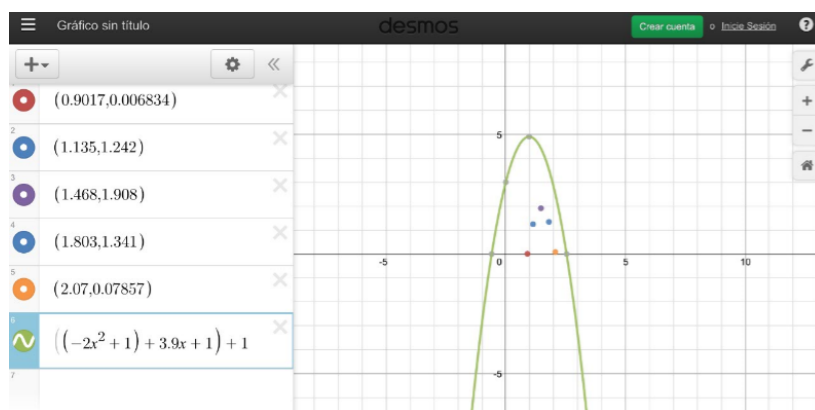 Gráfico sin título
desmos
Crear cuenta o Inicie Sesión ?
(0.9017,0.006834)
2
(1.135,1.242)
3
(1.468,1.908)
4
(1.803,1.341)
5
(2.07,0.07857)
6
((-2x²+1)+3.9x+1)+1
7
5
-5 0 5 10
-5